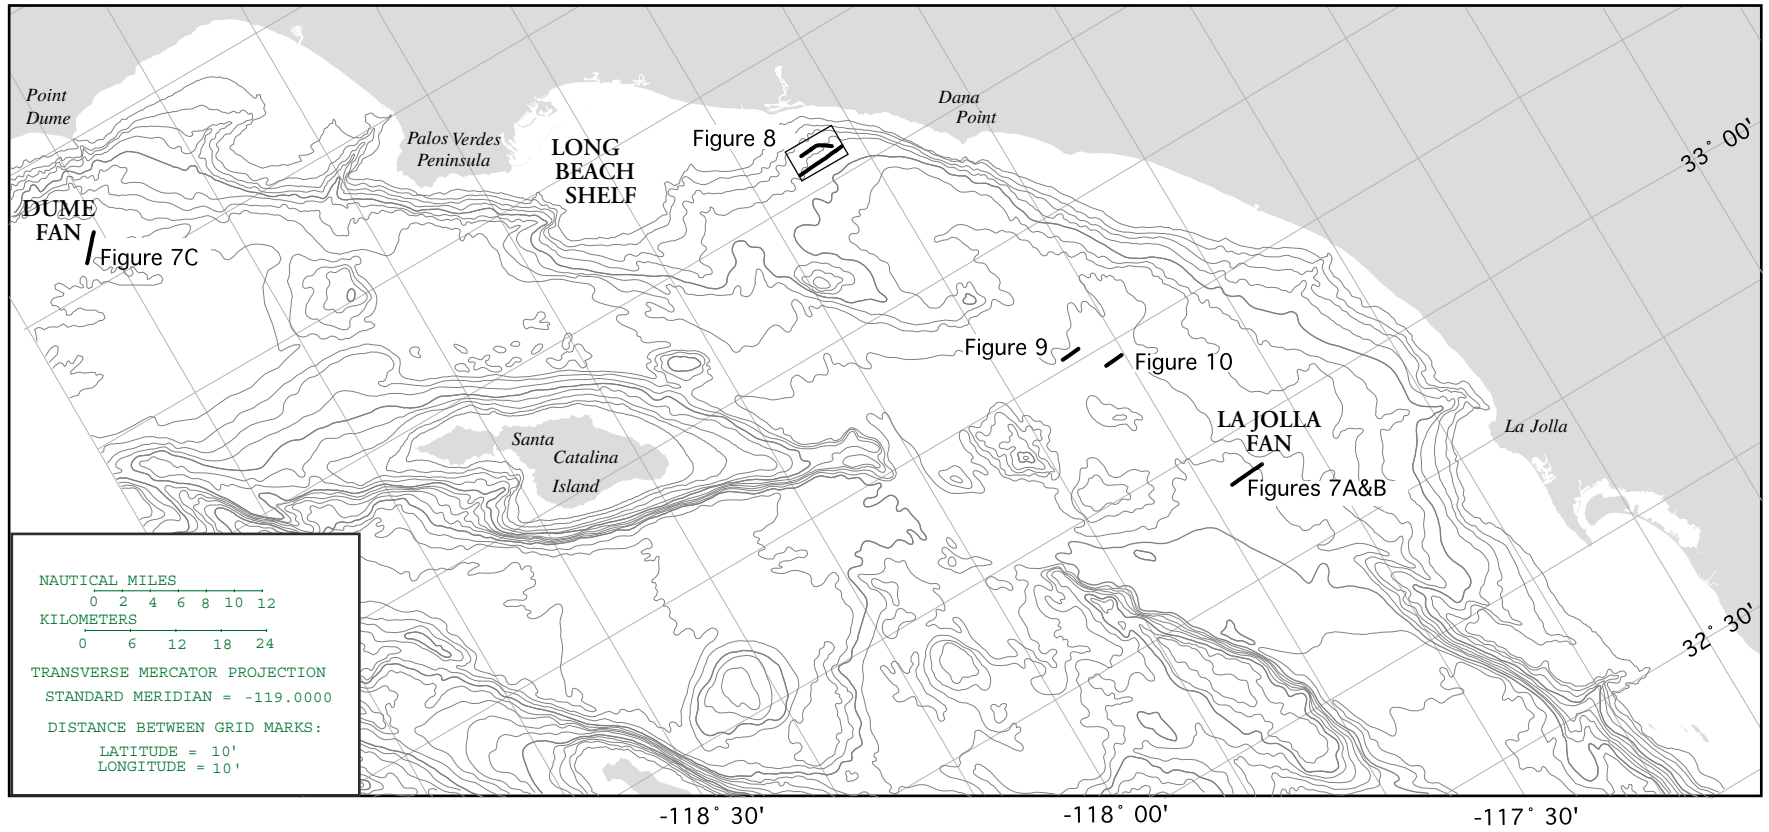 Point
Dume
Palos Verdes
Peninsula
LONG
BEACH
SHELF
Figure 8
Dana
Point
33° 00'
DUME
FAN
Figure 7C
Figure 9
Figure 10
LA JOLLA
FAN
La Jolla
Figures 7A&B
Santa
Catalina
Island
32° 30'
NAUTICAL MILES
0 2 4 6 8 10 12
KILOMETERS
0 6 12 18 24
TRANSVERSE MERCATOR PROJECTION
STANDARD MERIDIAN = -119.0000
DISTANCE BETWEEN GRID MARKS:
LATITUDE = 10'
LONGITUDE = 10'
-118° 30'
-118° 00'
-117° 30'